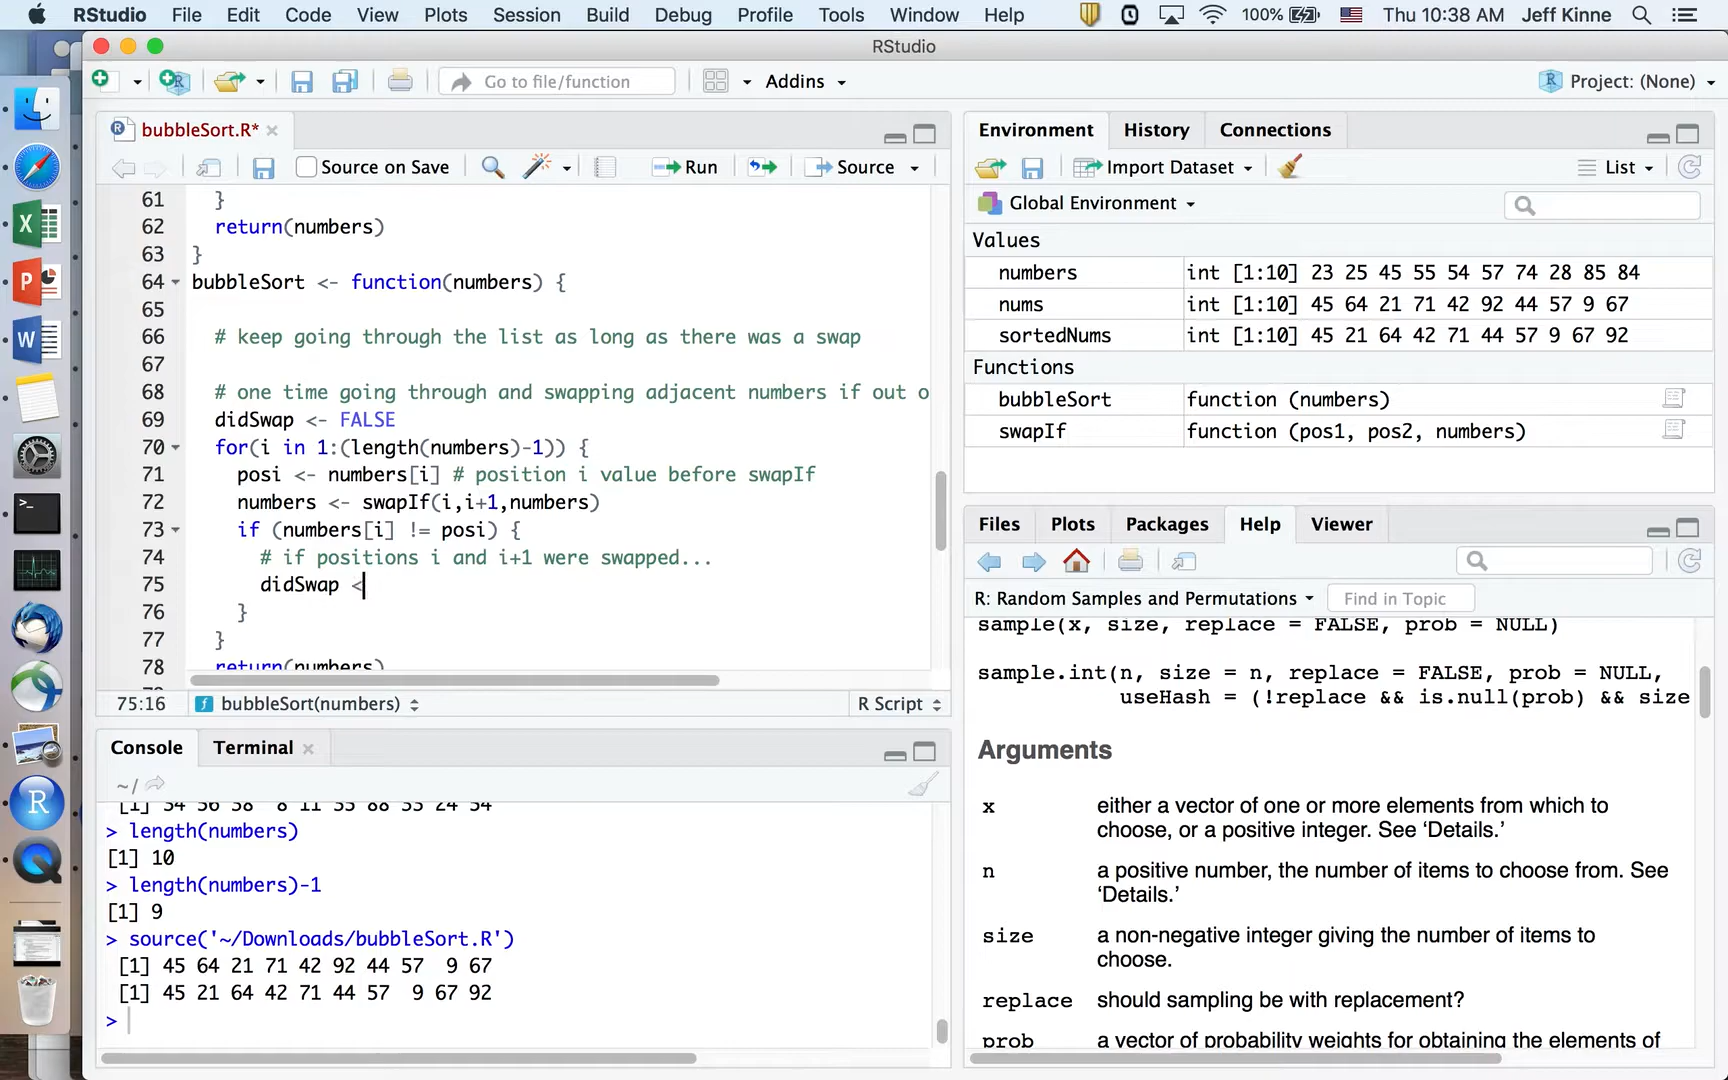 RStudio File Edit Code View Plots Session Build Debug Profile Tools Window Help 100% Thu 10:38 AM Jeff Kinne
RStudio
Go to file/function Addins Project: (None)
bubbleSort.R*
Source on Save Run Source
61 }
62 return(numbers)
63 }
64 bubbleSort <- function(numbers) {
65
66 # keep going through the list as long as there was a swap
67
68 # one time going through and swapping adjacent numbers if out o
69 didSwap <- FALSE
70 for(i in 1:(length(numbers)-1)) {
71 posi <- numbers[i] # position i value before swapIf
72 numbers <- swapIf(i,i+1,numbers)
73 if (numbers[i] != posi) {
74 # if positions i and i+1 were swapped...
75 didSwap <
76 }
77 }
78 return(numbers)
75:16 bubbleSort(numbers) R Script
Console Terminal
~/
[1] 34 56 38 8 11 35 88 33 24 54
> length(numbers)
[1] 10
> length(numbers)-1
[1] 9
> source('~/Downloads/bubbleSort.R')
[1] 45 64 21 71 42 92 44 57 9 67
[1] 45 21 64 42 71 44 57 9 67 92
>
Environment History Connections
Import Dataset List
Global Environment
Values
numbers int [1:10] 23 25 45 55 54 57 74 28 85 84
nums int [1:10] 45 64 21 71 42 92 44 57 9 67
sortedNums int [1:10] 45 21 64 42 71 44 57 9 67 92
Functions
bubbleSort function (numbers)
swapIf function (pos1, pos2, numbers)
Files Plots Packages Help Viewer
R: Random Samples and Permutations Find in Topic
sample(x, size, replace = FALSE, prob = NULL)
sample.int(n, size = n, replace = FALSE, prob = NULL,
useHash = (!replace && is.null(prob) && size
Arguments
x either a vector of one or more elements from which to
choose, or a positive integer. See ‘Details.’
n a positive number, the number of items to choose from. See
‘Details.’
size a non-negative integer giving the number of items to
choose.
replace should sampling be with replacement?
prob a vector of probability weights for obtaining the elements of